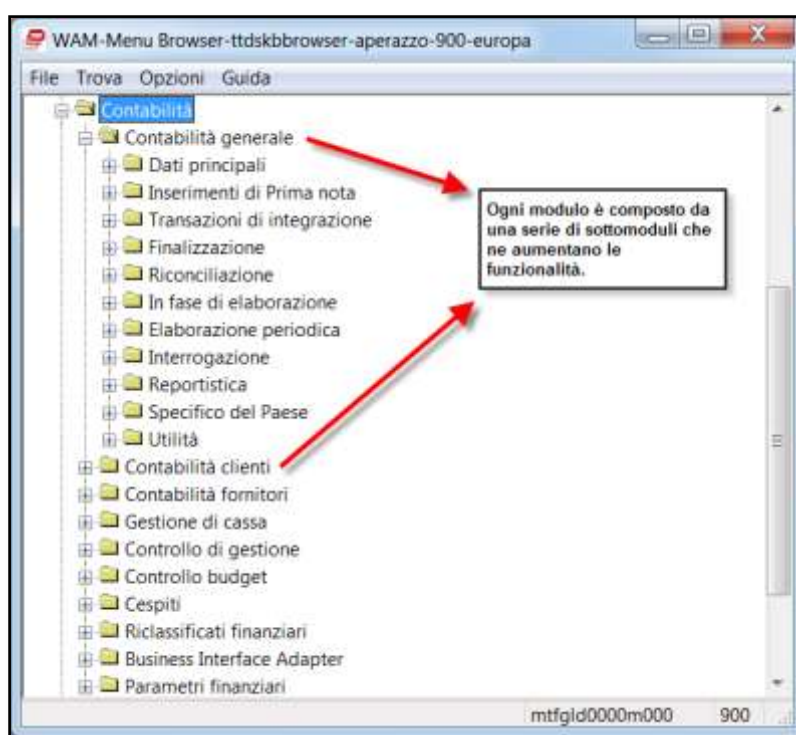 WAM-Menu Browser-ttdskbbrowser-aperazzo-900-europa
File Trova Opzioni Guida
Contabilità
Contabilità generale
Dati principali
Inserimenti di Prima nota
Transazioni di integrazione
Finalizzazione
Riconciliazione
In fase di elaborazione
Elaborazione periodica
Interrogazione
Reportistica
Specifico del Paese
Utilità
Contabilità clienti
Contabilità fornitori
Gestione di cassa
Controllo di gestione
Controllo budget
Cespiti
Riclassificati finanziari
Business Interface Adapter
Parametri finanziari
Ogni modulo è composto da
una serie di sottomoduli che
ne aumentano le
funzionalità.
mtfgld0000m000 900